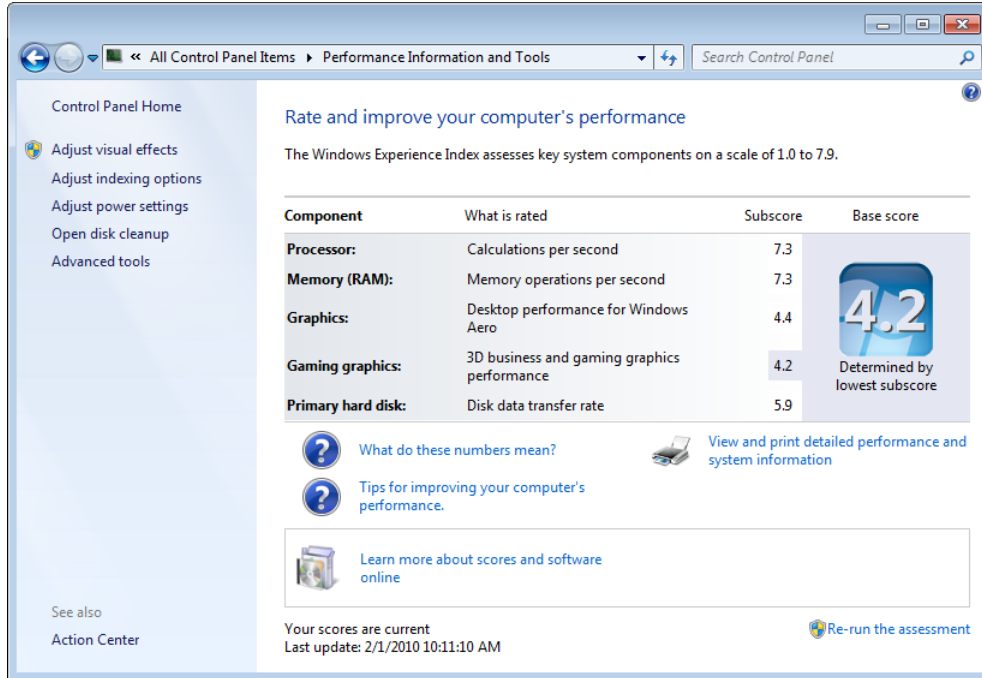 « All Control Panel Items ▸ Performance Information and Tools
Search Control Panel
Control Panel Home
Adjust visual effects
Adjust indexing options
Adjust power settings
Open disk cleanup
Advanced tools
See also
Action Center
Rate and improve your computer's performance
The Windows Experience Index assesses key system components on a scale of 1.0 to 7.9.
Component What is rated Subscore Base score
Processor: Calculations per second 7.3
Memory (RAM): Memory operations per second 7.3
Graphics: Desktop performance for Windows
Aero 4.4
Gaming graphics: 3D business and gaming graphics
performance 4.2
Primary hard disk: Disk data transfer rate 5.9
4.2
Determined by
lowest subscore
What do these numbers mean?
View and print detailed performance and
system information
Tips for improving your computer's
performance.
Learn more about scores and software
online
Your scores are current
Last update: 2/1/2010 10:11:10 AM
Re-run the assessment